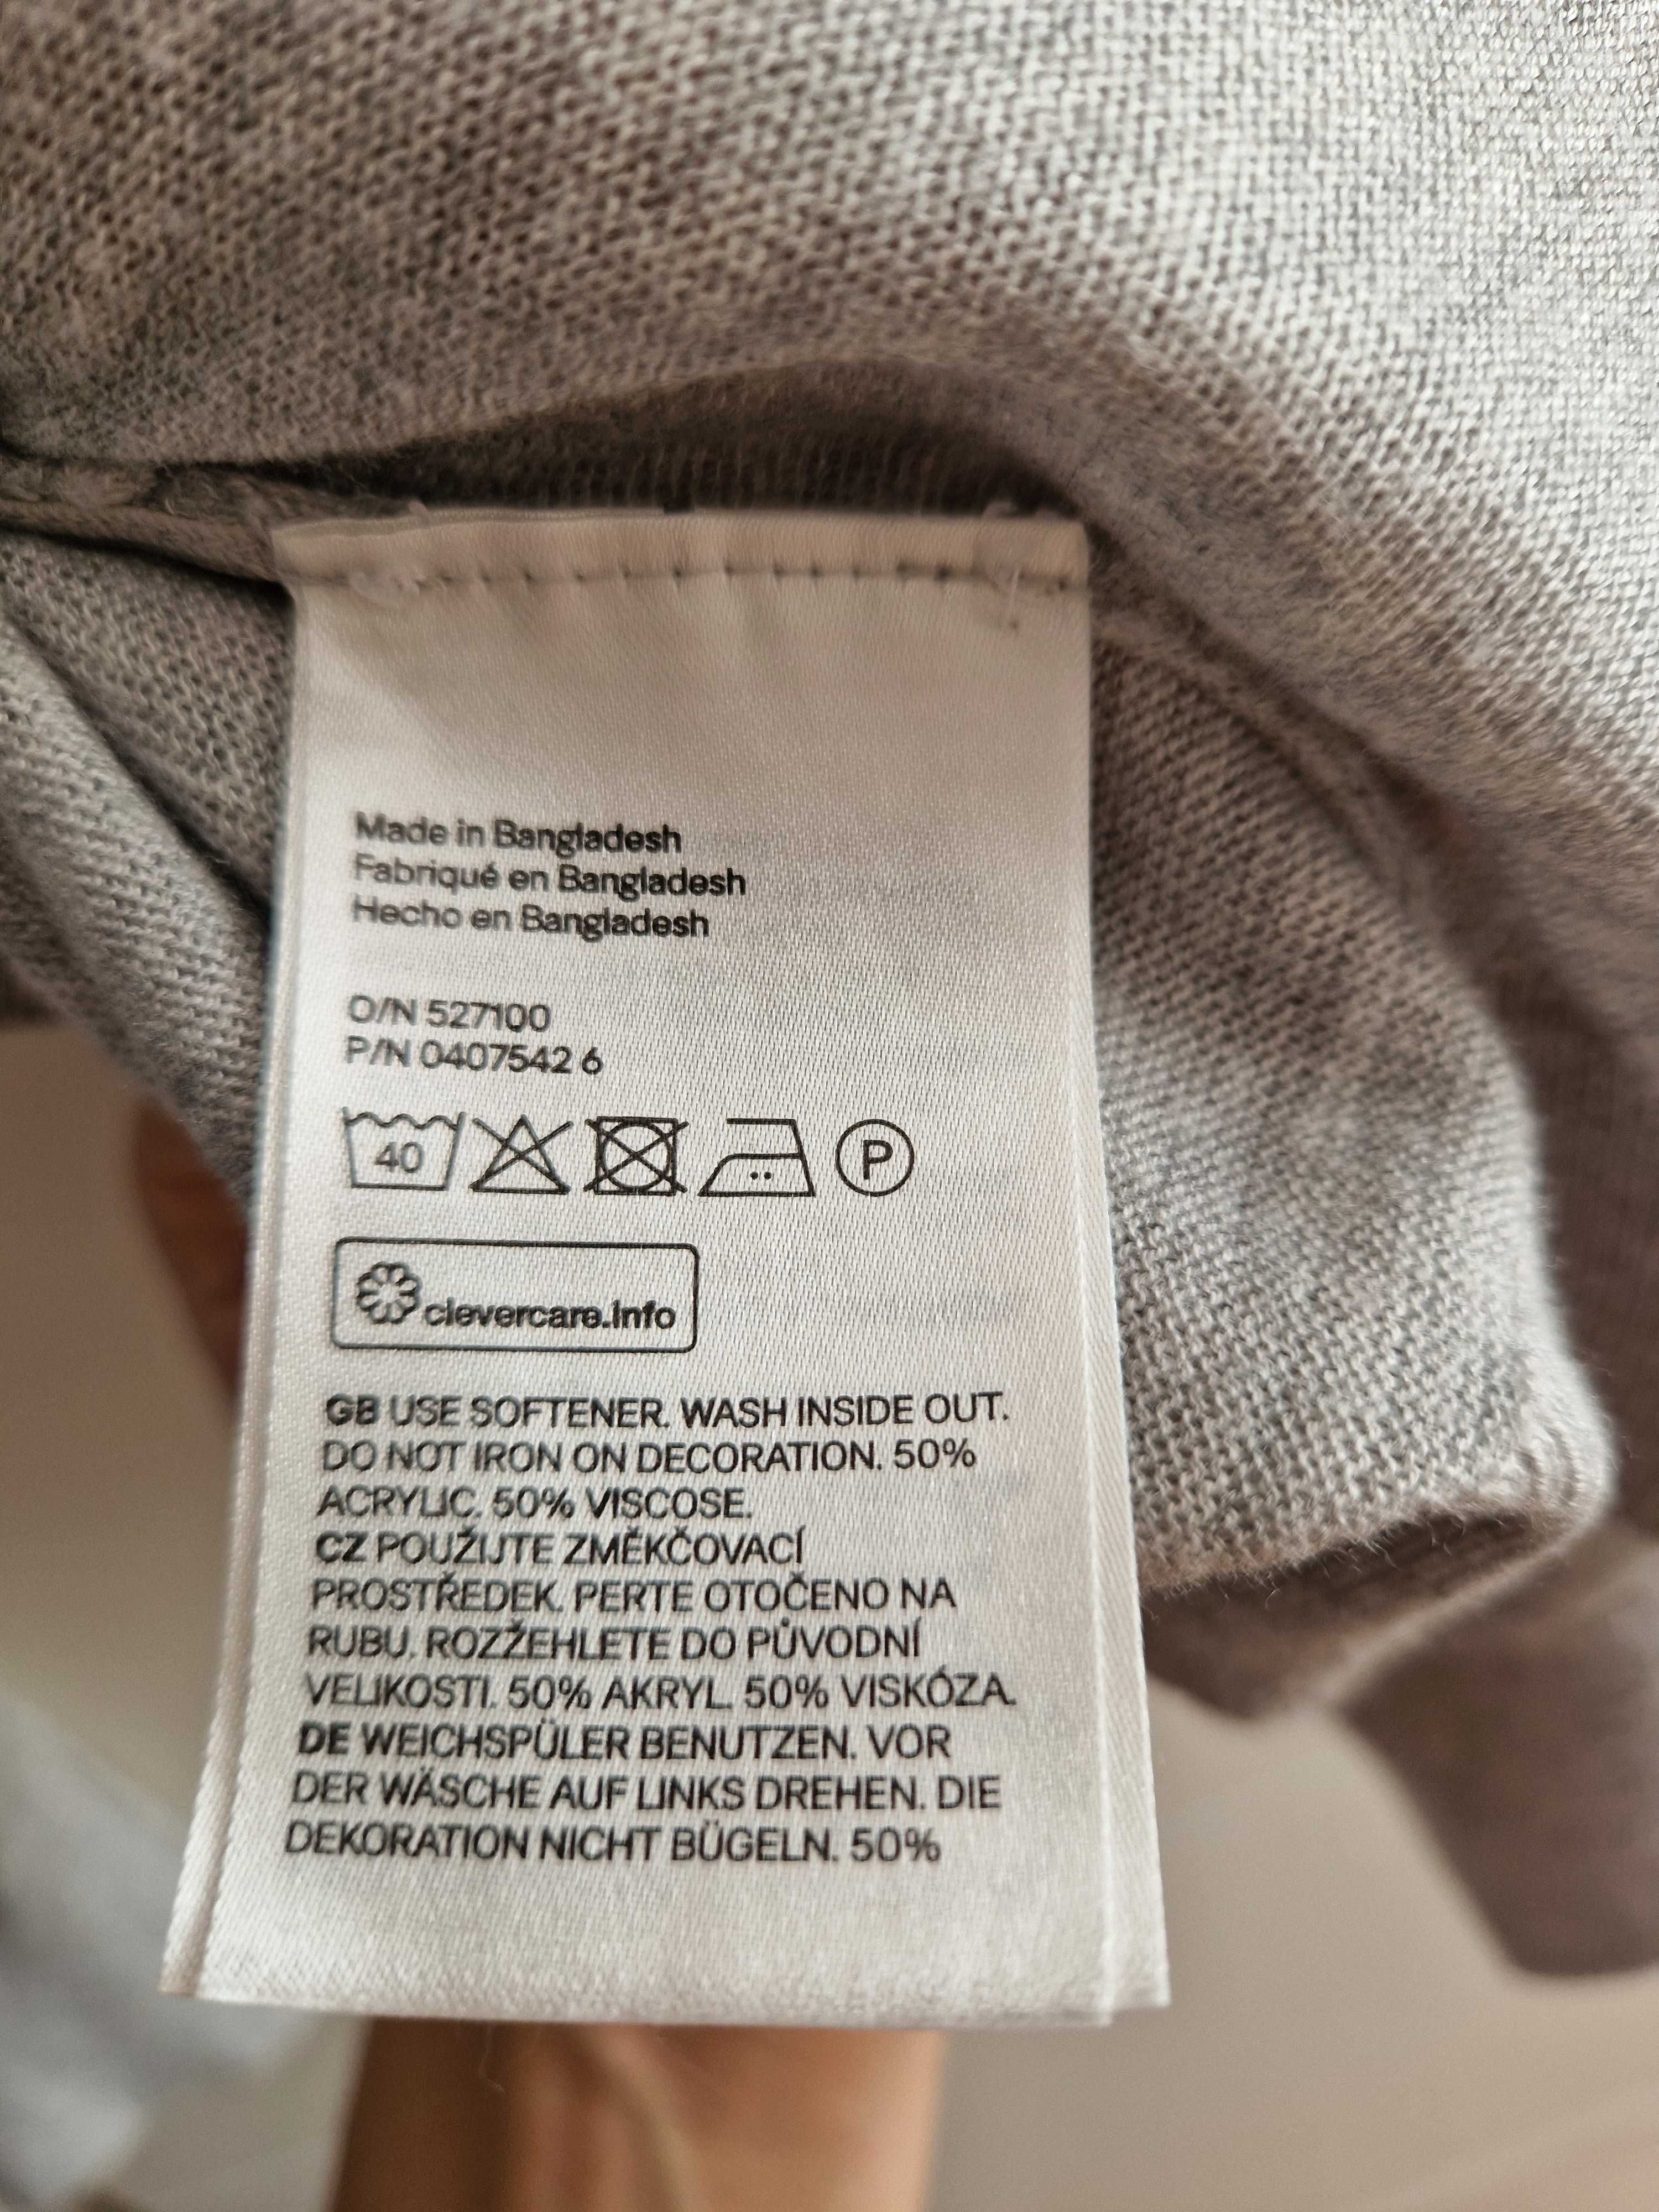 Made in Bangladesh
Fabriqué en Bangladesh
Hecho en Bangladesh
O/N 527100
P/N 0407542 6
40 P
clevercare.info
GB USE SOFTENER. WASH INSIDE OUT.
DO NOT IRON ON DECORATION. 50%
ACRYLIC. 50% VISCOSE.
CZ POUŽIJTE ZMĚKČOVACÍ
PROSTŘEDEK. PERTE OTOČENO NA
RUBU. ROZŽEHLETE DO PŮVODNÍ
VELIKOSTI. 50% AKRYL. 50% VISKÓZA.
DE WEICHSPÜLER BENUTZEN. VOR
DER WÄSCHE AUF LINKS DREHEN. DIE
DEKORATION NICHT BÜGELN. 50%